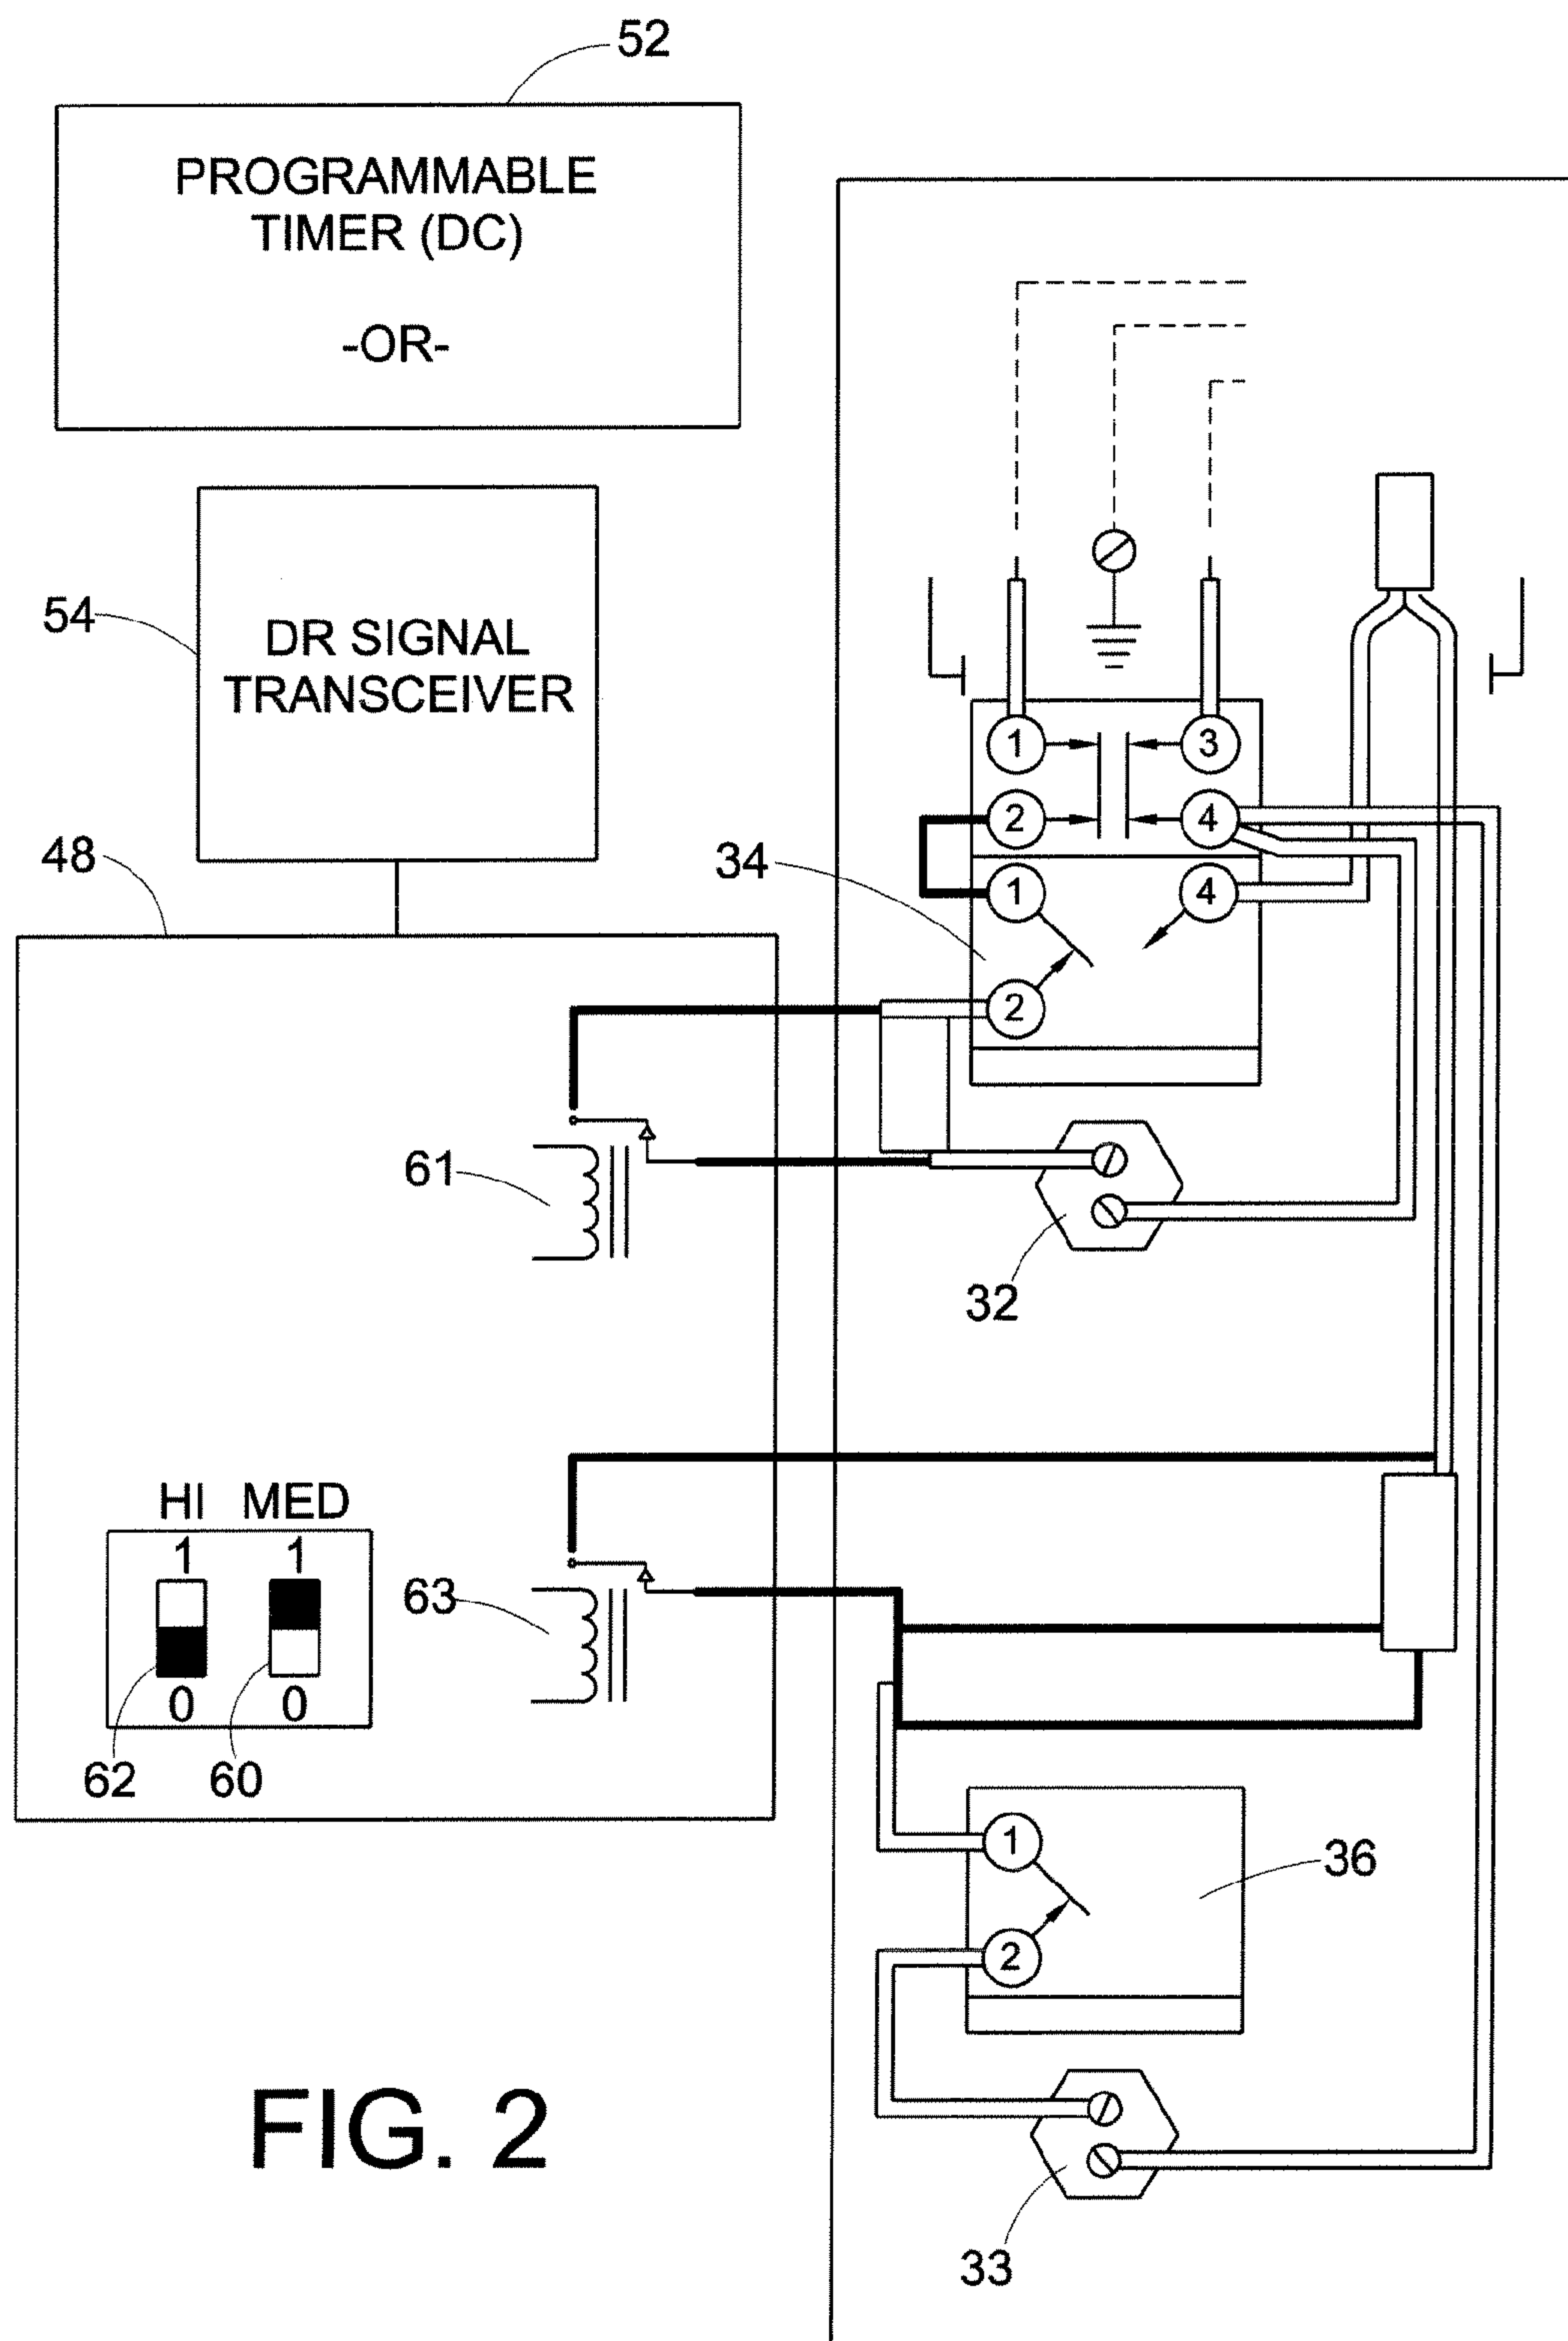 52
PROGRAMMABLE
TIMER (DC)
-OR-
54
DR SIGNAL
TRANSCEIVER
48
1 3
2 4
34
1 4
2
61
32
HI MED
1 1
0 0
62 60
63
1
36
2
33
FIG. 2